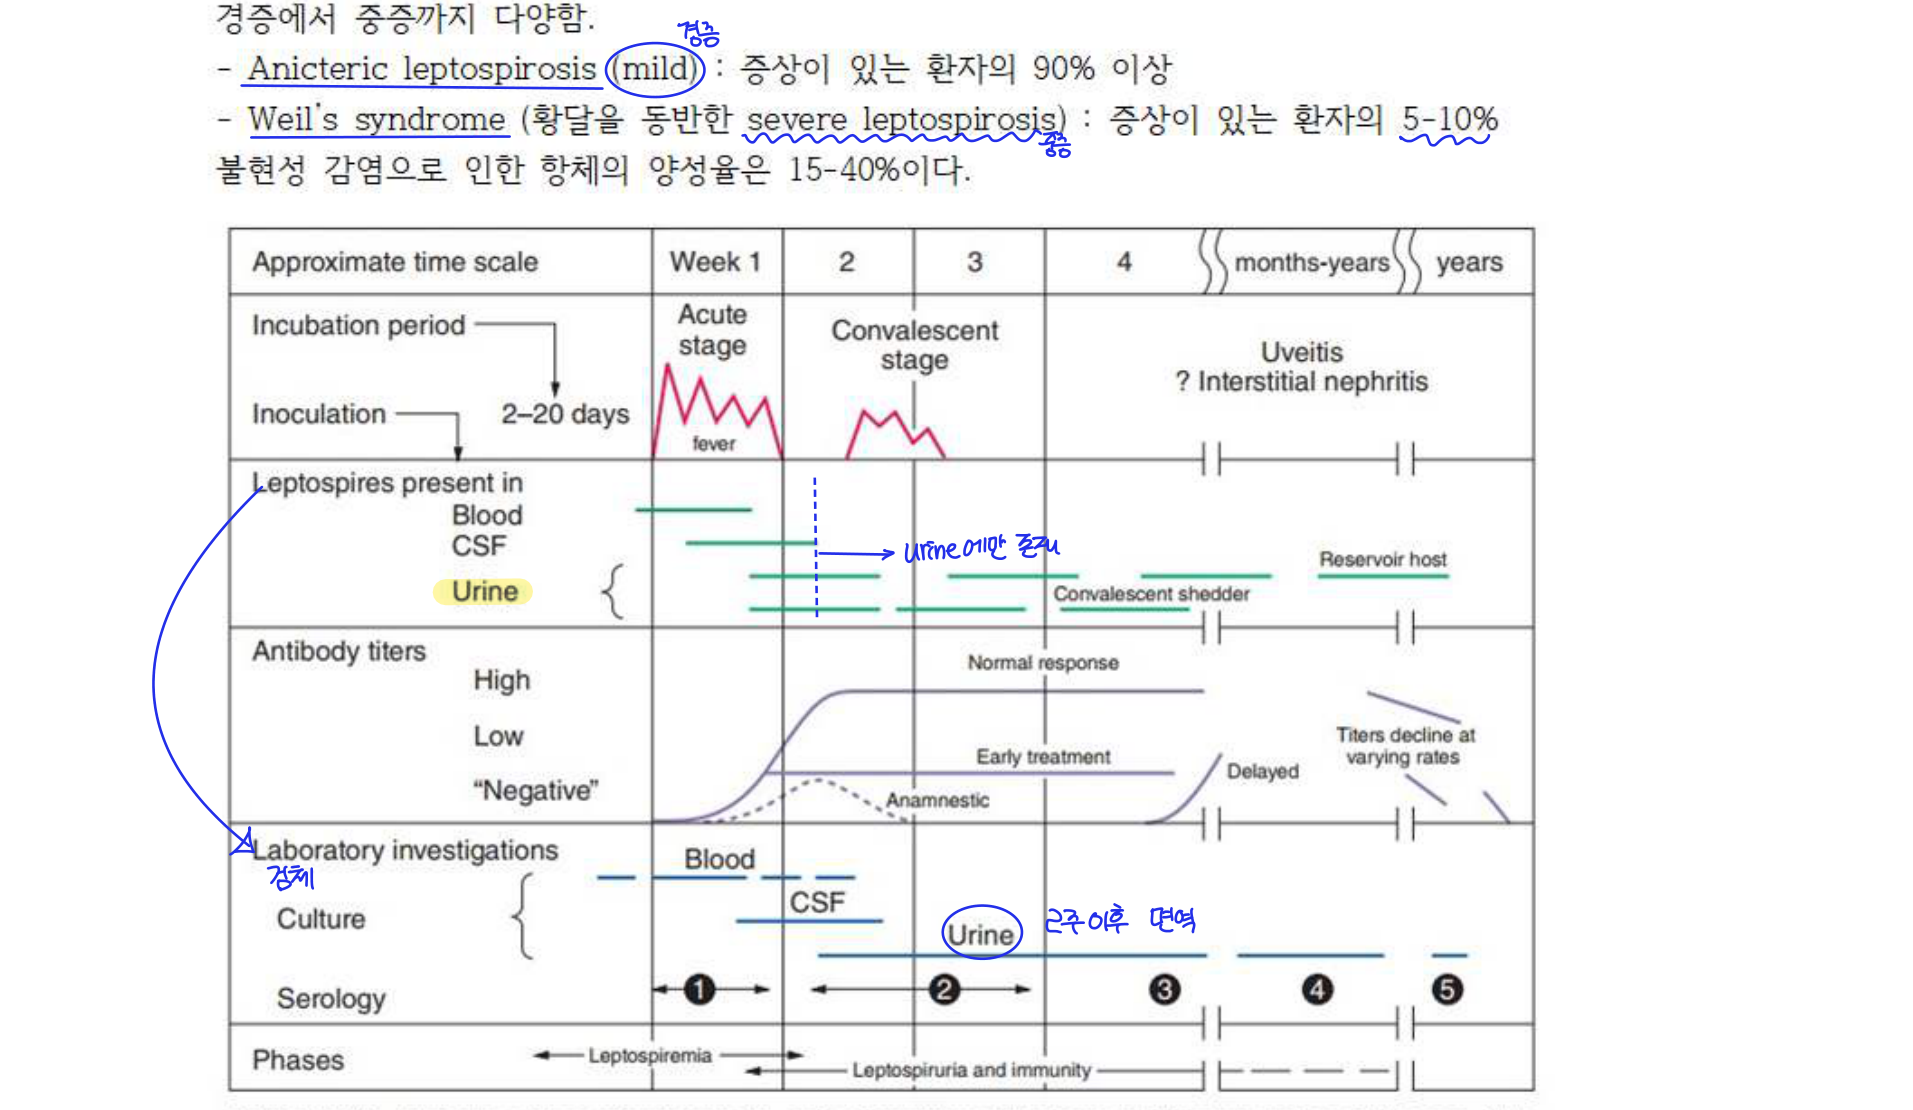 경증에서 중증까지 다양함.
경증
- Anicteric leptospirosis (mild) : 증상이 있는 환자의 90% 이상
- Weil's syndrome (황달을 동반한 severe leptospirosis) : 증상이 있는 환자의 5-10%
중증
불현성 감염으로 인한 항체의 양성율은 15-40%이다.
Approximate time scale Week 1 2 3 4 months-years years
Incubation period
Acute stage
Convalescent stage
Uveitis
? Interstitial nephritis
Inoculation 2–20 days
fever
Leptospires present in
Blood
CSF
urine에만 존재
Urine
Reservoir host
Convalescent shedder
Antibody titers
Normal response
High
Low
Early treatment
Titers decline at
varying rates
Delayed
“Negative”
Anamnestic
Laboratory investigations
검체
Blood
CSF
Culture
Urine 2주이후 면역
Serology 1 2 3 4 5
Phases
Leptospiremia
Leptospiruria and immunity